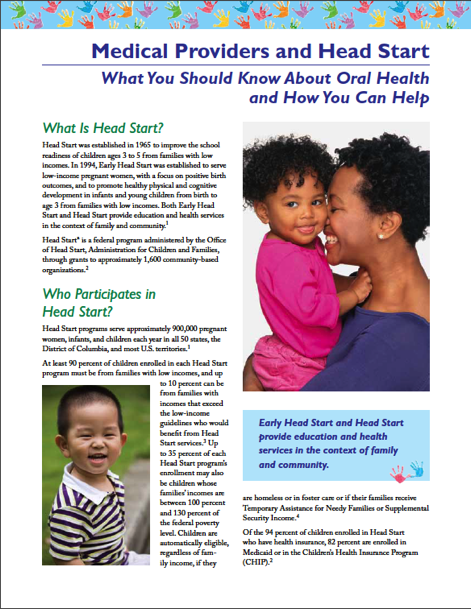 Medical Providers and Head Start
What You Should Know About Oral Health
and How You Can Help
What Is Head Start?
Head Start was established in 1965 to improve the school
readiness of children ages 3 to 5 from families with low
incomes. In 1994, Early Head Start was established to serve
low-income pregnant women, with a focus on positive birth
outcomes, and to promote healthy physical and cognitive
development in infants and young children from birth to
age 3 from families with low incomes. Both Early Head
Start and Head Start provide education and health services
in the context of family and community.1
Head Start* is a federal program administered by the Office
of Head Start, Administration for Children and Families,
through grants to approximately 1,600 community-based
organizations.2
Who Participates in
Head Start?
Head Start programs serve approximately 900,000 pregnant
women, infants, and children each year in all 50 states, the
District of Columbia, and most U.S. territories.1
At least 90 percent of children enrolled in each Head Start
program must be from families with low incomes, and up
to 10 percent can be
from families with
incomes that exceed
the low-income
guidelines who would
benefit from Head
Start services.3 Up
to 35 percent of each
Head Start program's
enrollment may also
be children whose
families' incomes are
between 100 percent
and 130 percent of
the federal poverty
level. Children are
automatically eligible,
regardless of fam-
ily income, if they
Early Head Start and Head Start
provide education and health
services in the context of family
and community.
are homeless or in foster care or if their families receive
Temporary Assistance for Needy Families or Supplemental
Security Income.4
Of the 94 percent of children enrolled in Head Start
who have health insurance, 82 percent are enrolled in
Medicaid or in the Children's Health Insurance Program
(CHIP).2